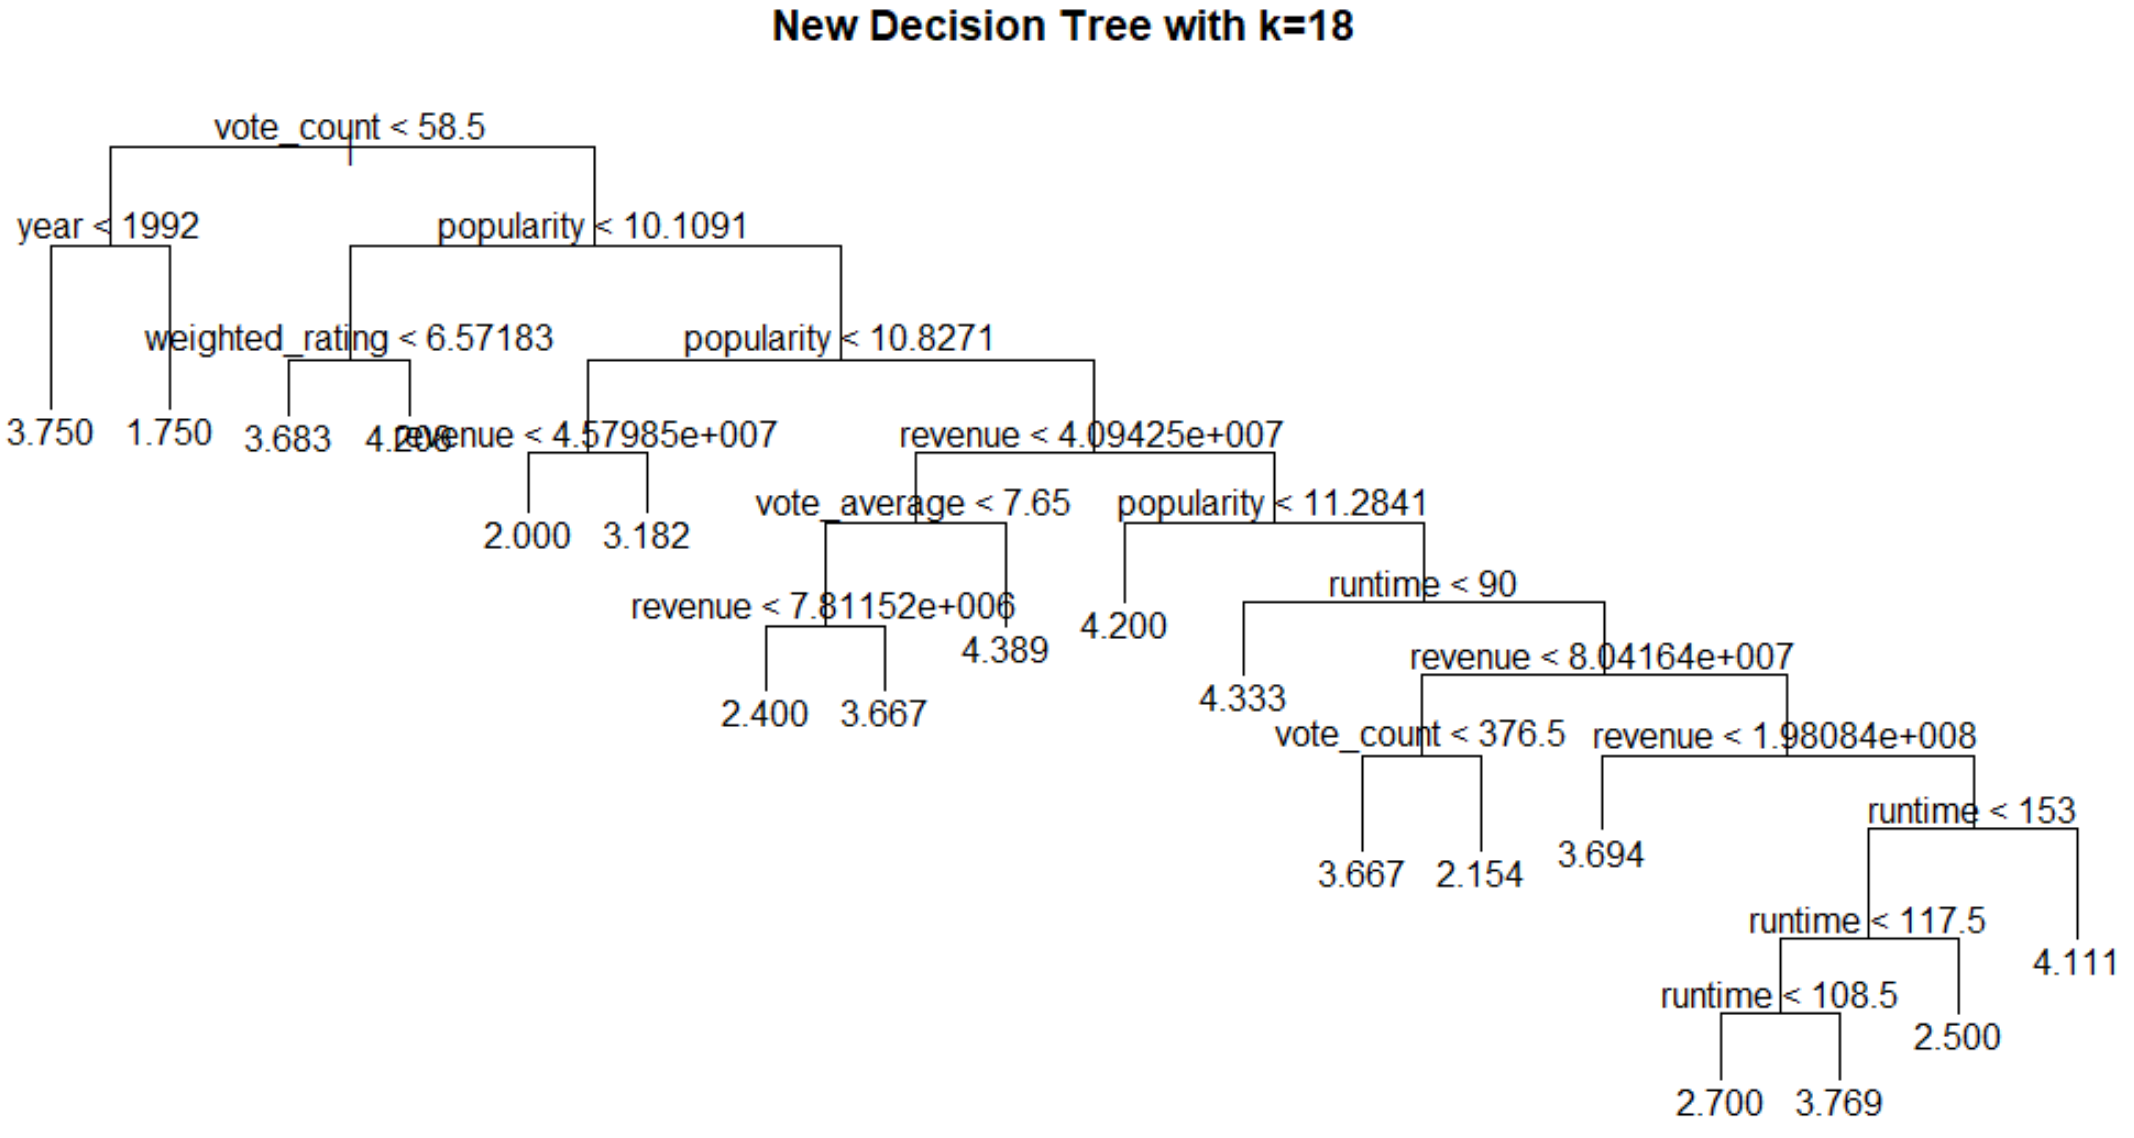 New Decision Tree with k=18
vote_count < 58.5
year < 1992
popularity < 10.1091
weighted_rating < 6.57183
popularity < 10.8271
3.750
1.750
3.683
4.208
revenue < 4.57985e+007
revenue < 4.09425e+007
2.000
3.182
vote_average < 7.65
popularity < 11.2841
revenue < 7.81152e+006
4.389
4.200
runtime < 90
2.400
3.667
4.333
revenue < 8.04164e+007
vote_count < 376.5
revenue < 1.98084e+008
3.667
2.154
3.694
runtime < 153
runtime < 117.5
4.111
runtime < 108.5
2.500
2.700
3.769